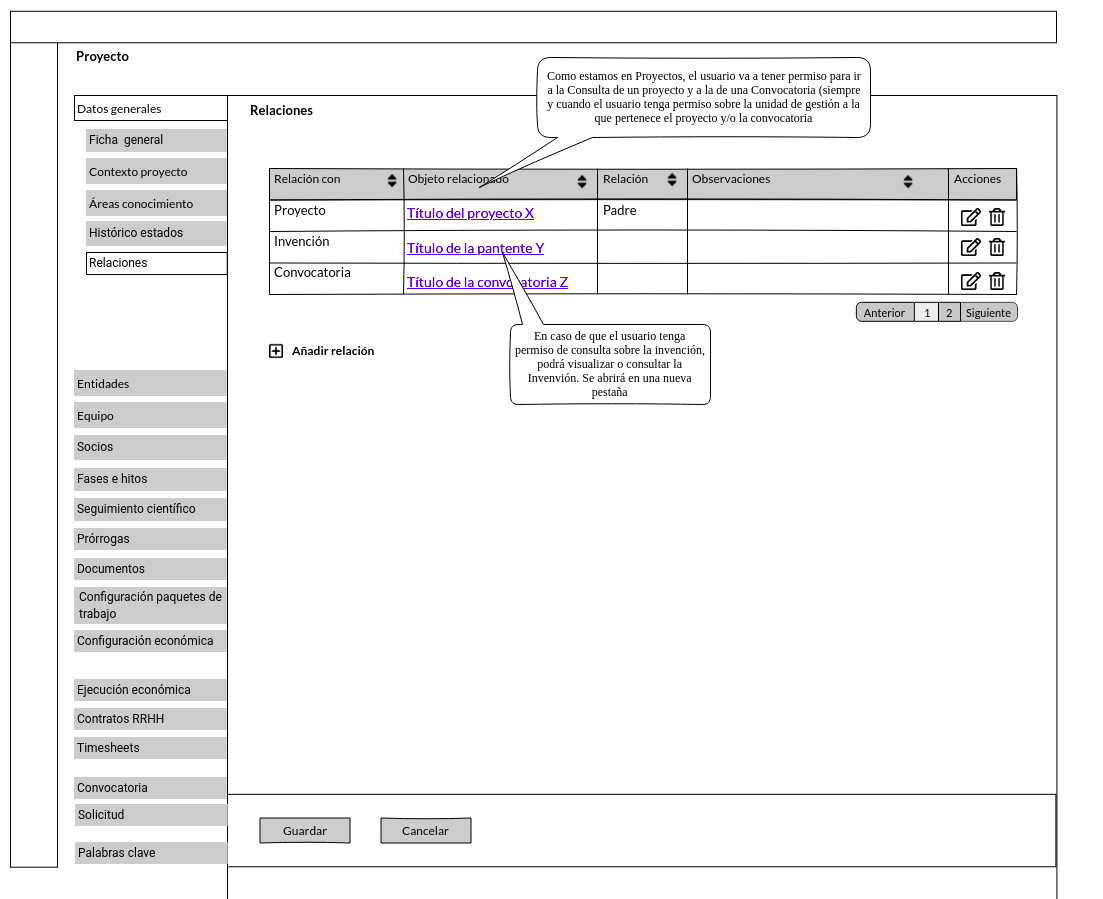 Proyecto
Como estamos en Proyectos, el usuario va a tener permiso para ir
a la Consulta de un proyecto y a la de una Convocatoria (siempre
y cuando el usuario tenga permiso sobre la unidad de gestión a la
que pertenece el proyecto y/o la convocatoria
Datos generales
Ficha general
Contexto proyecto
Áreas conocimiento
Histórico estados
Relaciones
Entidades
Equipo
Socios
Fases e hitos
Seguimiento científico
Prórrogas
Documentos
Configuración paquetes de
trabajo
Configuración económica
Ejecución económica
Contratos RRHH
Timesheets
Convocatoria
Solicitud
Palabras clave
Relaciones
Relación con Objeto relacionado Relación Observaciones Acciones
Proyecto Título del proyecto X Padre
Invención Título de la pantente Y
Convocatoria Título de la convocatoria Z
Anterior 1 2 Siguiente
Añadir relación
En caso de que el usuario tenga
permiso de consulta sobre la invención,
podrá visualizar o consultar la
Invenvión. Se abrirá en una nueva
pestaña
Guardar Cancelar